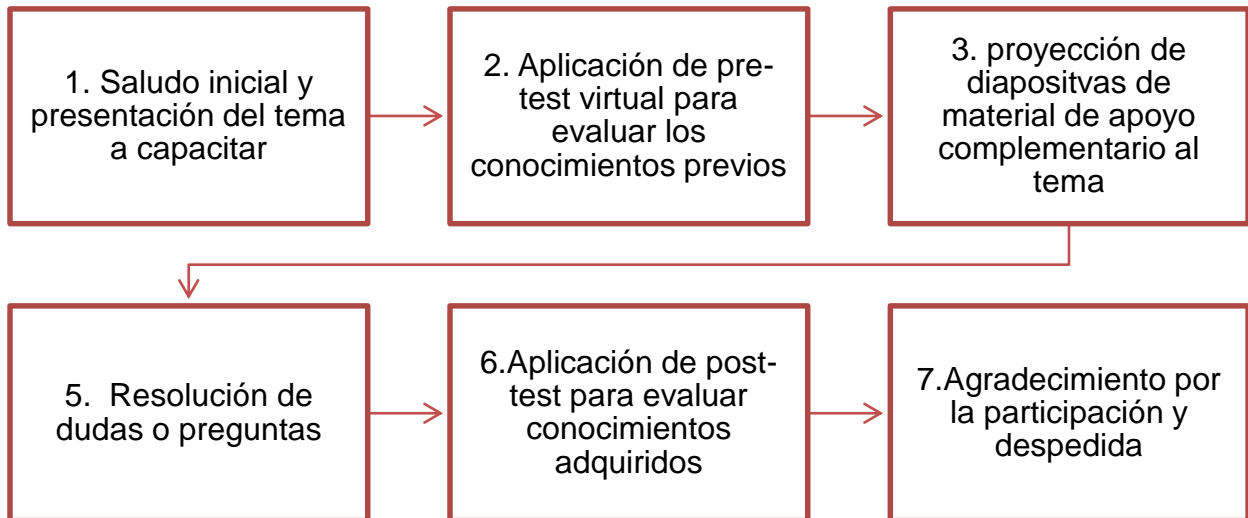 1. Saludo inicial y
presentación del tema
a capacitar
2. Aplicación de pre-
test virtual para
evaluar los
conocimientos previos
3. proyección de
diapositvas de
material de apoyo
complementario al
tema
5. Resolución de
dudas o preguntas
6.Aplicación de post-
test para evaluar
conocimientos
adquiridos
7.Agradecimiento por
la participación y
despedida